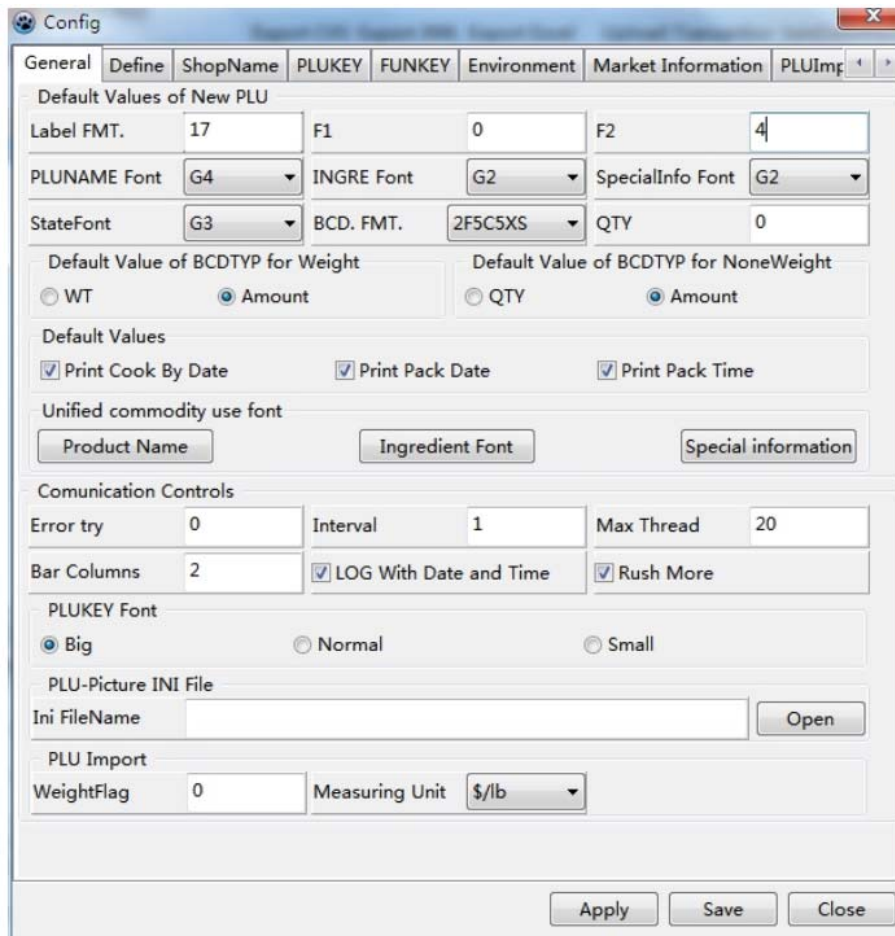 Config
General Define ShopName PLUKEY FUNKEY Environment Market Information PLUImp
Default Values of New PLU
Label FMT. 17 F1 0 F2 4
PLUNAME Font G4 INGRE Font G2 SpecialInfo Font G2
StateFont G3 BCD. FMT. 2F5C5XS QTY 0
Default Value of BCDTYP for Weight Default Value of BCDTYP for NoneWeight
WT Amount QTY Amount
Default Values
Print Cook By Date Print Pack Date Print Pack Time
Unified commodity use font
Product Name Ingredient Font Special information
Comunication Controls
Error try 0 Interval 1 Max Thread 20
Bar Columns 2 LOG With Date and Time Rush More
PLUKEY Font
Big Normal Small
PLU-Picture INI File
Ini FileName Open
PLU Import
WeightFlag 0 Measuring Unit $/lb
Apply Save Close